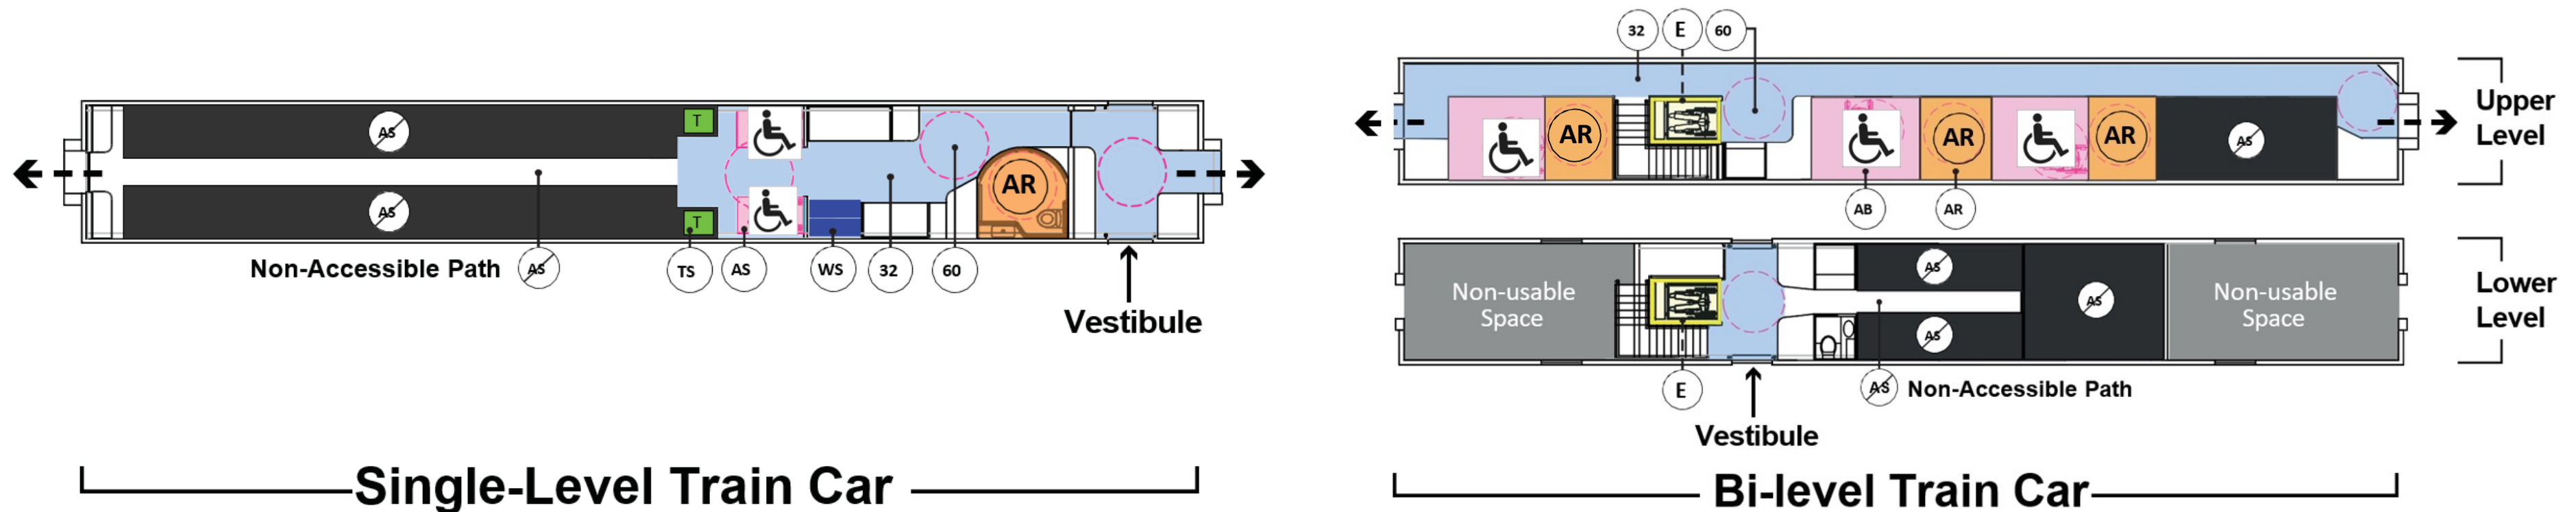 AS
T
AR
AS
T
Non-Accessible Path
AS
TS
AS
WS
32
60
Vestibule
Single-Level Train Car
32
E
60
AR
AR
AR
AS
AB
AR
Upper
Level
Non-usable
Space
AS
AS
AS
Non-usable
Space
Lower
Level
E
AS
Non-Accessible Path
Vestibule
Bi-level Train Car